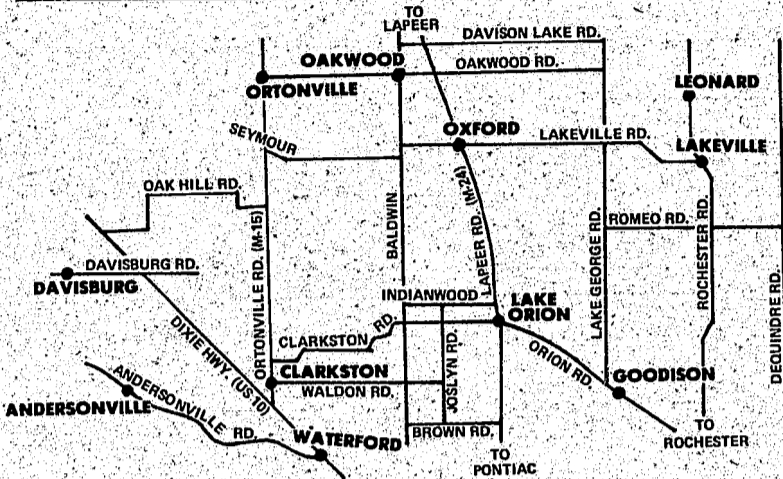 TO
LAPEER
DAVISON LAKE RD.
OAKWOOD
OAKWOOD RD.
ORTONVILLE
LEONARD
SEYMOUR
OXFORD
LAKEVILLE RD.
LAKEVILLE
OAK HILL RD.
ORTONVILLE RD. (M-15)
BALDWIN
LAPEER RD. (M-24)
LAKE GEORGE RD.
ROMEO RD.
ROCHESTER RD.
DEQUINDRE RD.
DAVISBURG RD.
DAVISBURG
DIXIE HWY. (US 10)
INDIANWOOD
LAKE
ORION
CLARKSTON RD.
JOSLYN RD.
ORION RD.
CLARKSTON
WALDON RD.
GOODISON
ANDERSONVILLE
ANDERSONVILLE RD.
WATERFORD
BROWN RD.
TO
PONTIAC
TO
ROCHESTER